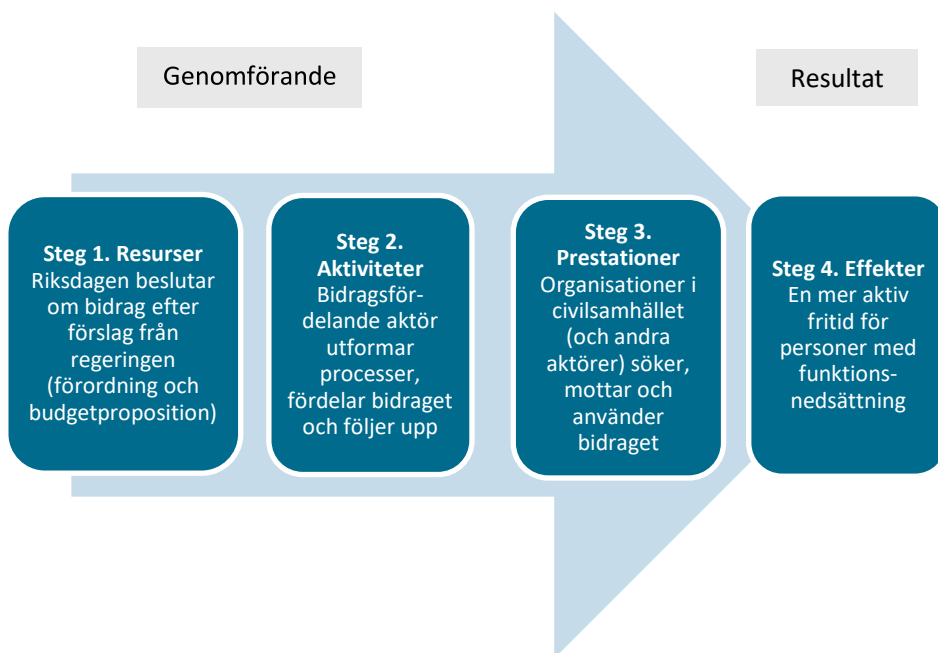 Genomförande
Resultat
Steg 1. Resurser
Riksdagen beslutar
om bidrag efter
förslag från
regeringen
(förordning och
budgetproposition)
Steg 2.
Aktiviteter
Bidragsför-
delande aktör
utformar
processer,
fördelar bidraget
och följer upp
Steg 3.
Prestationer
Organisationer i
civilsamhället
(och andra
aktörer) söker,
mottar och
använder
bidraget
Steg 4. Effekter
En mer aktiv
fritid för
personer med
funktions-
nedsättning